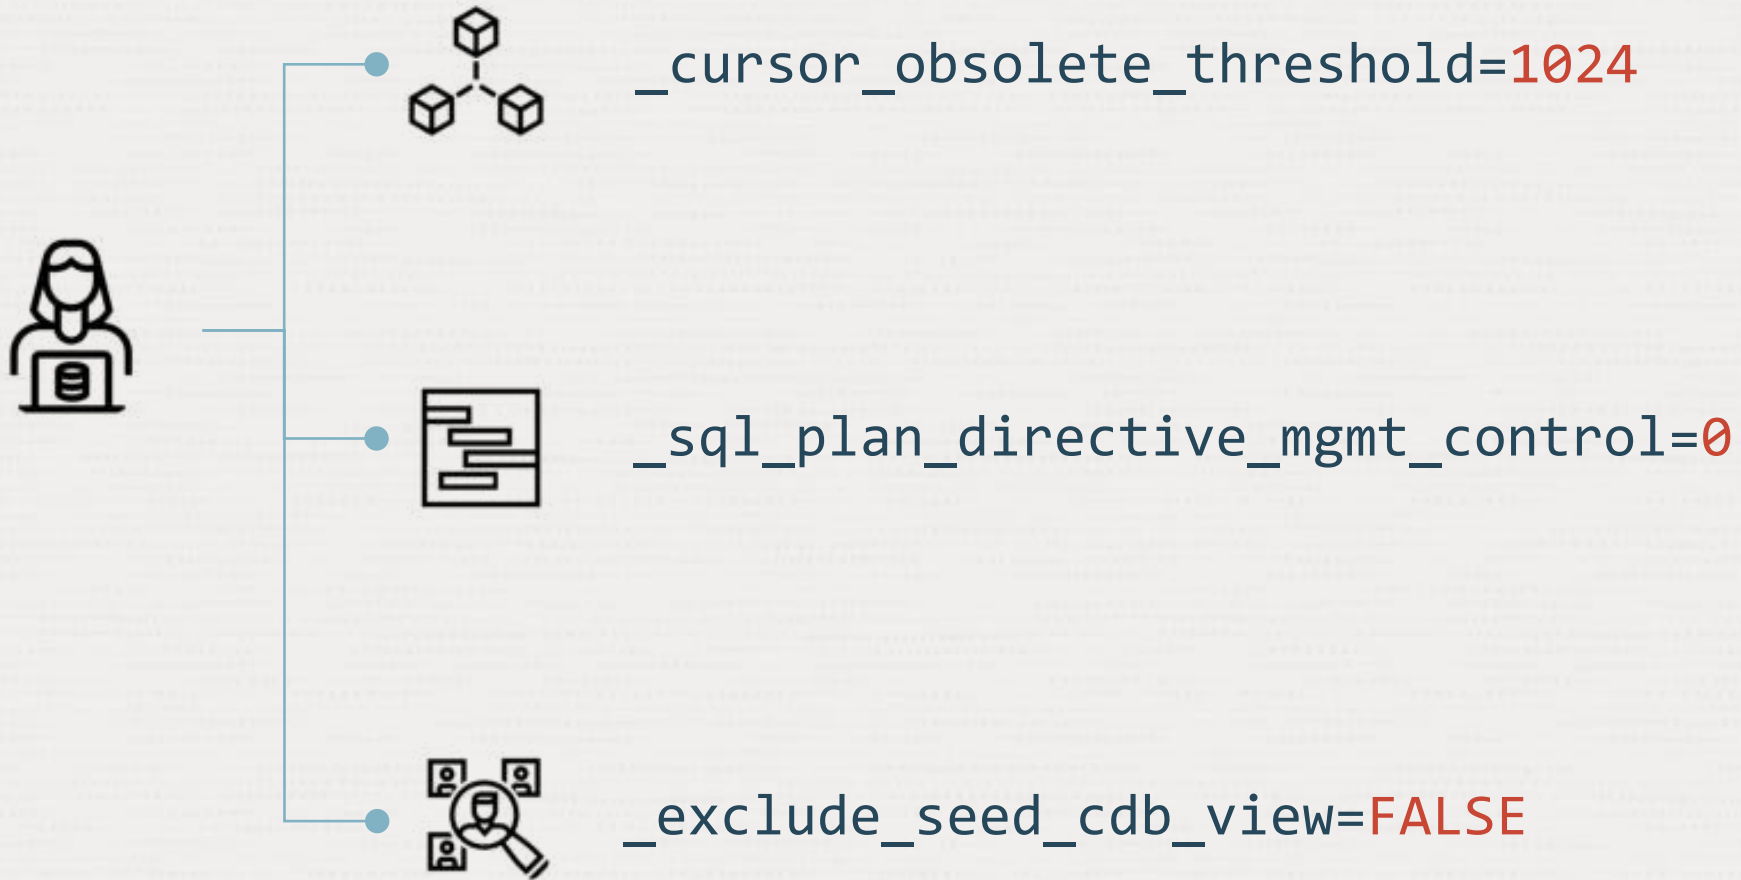 _cursor_obsolete_threshold=1024
_sql_plan_directive_mgmt_control=0
_exclude_seed_cdb_view=FALSE